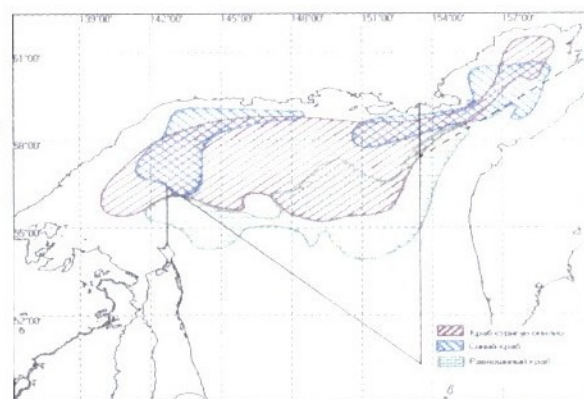 139°00' 142°00' 145°00' 148°00' 151°00' 154°00' 157°00'
61°00'
58°00'
55°00'
52°00'
б
Краб-стригун опилио
Синий краб
Равношипый краб
в